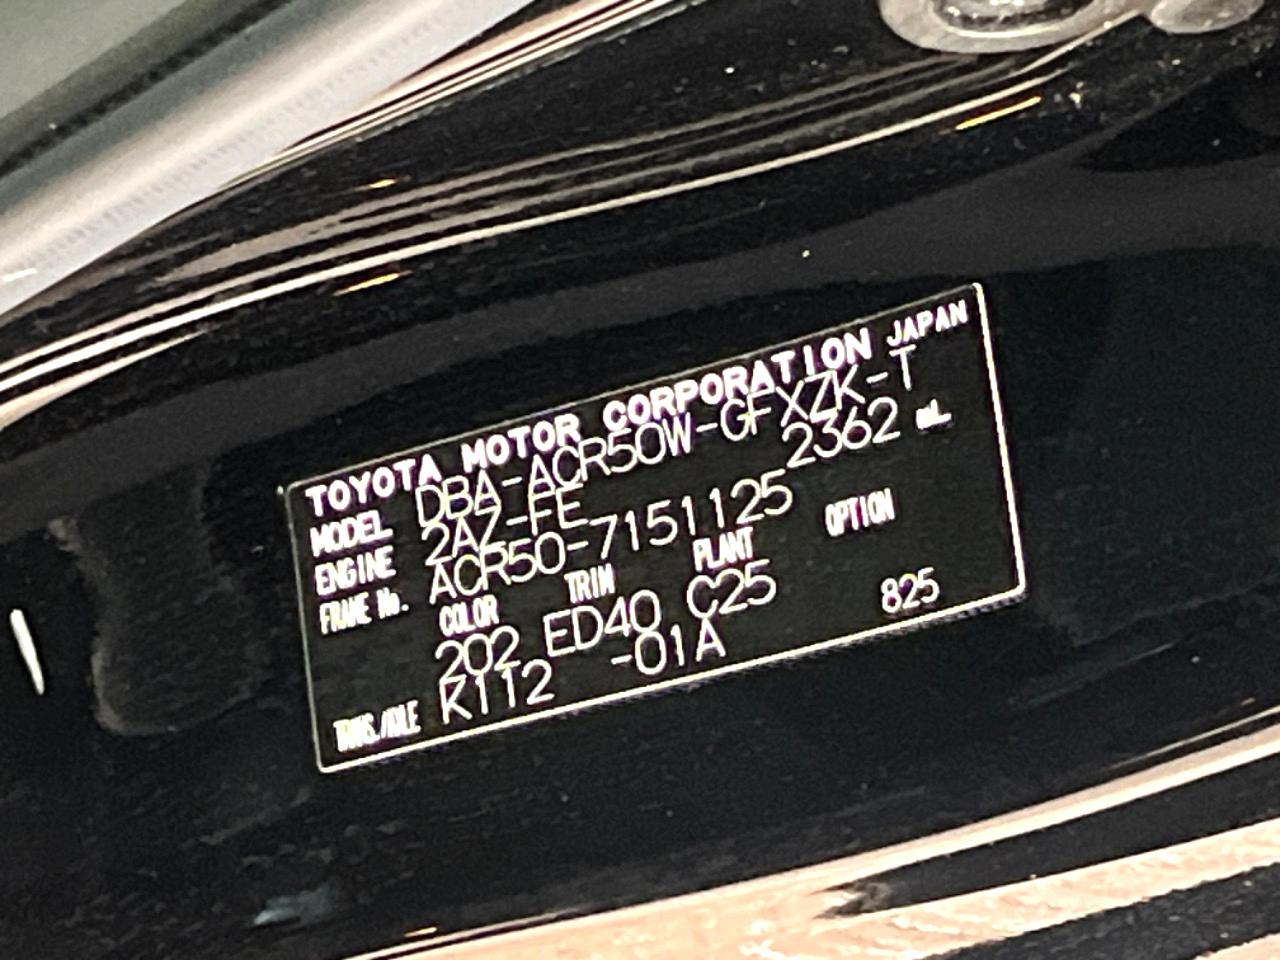 TOYOTA MOTOR CORPORATION JAPAN
MODEL DBA-ACR50W-GFXZK-T
ENGINE 2AZ-FE 2362 mL
FRAME No. ACR50-7151125
COLOR TRIM PLANT OPTION
202 ED40 C25 825
TRANS./AXLE K112 -01A